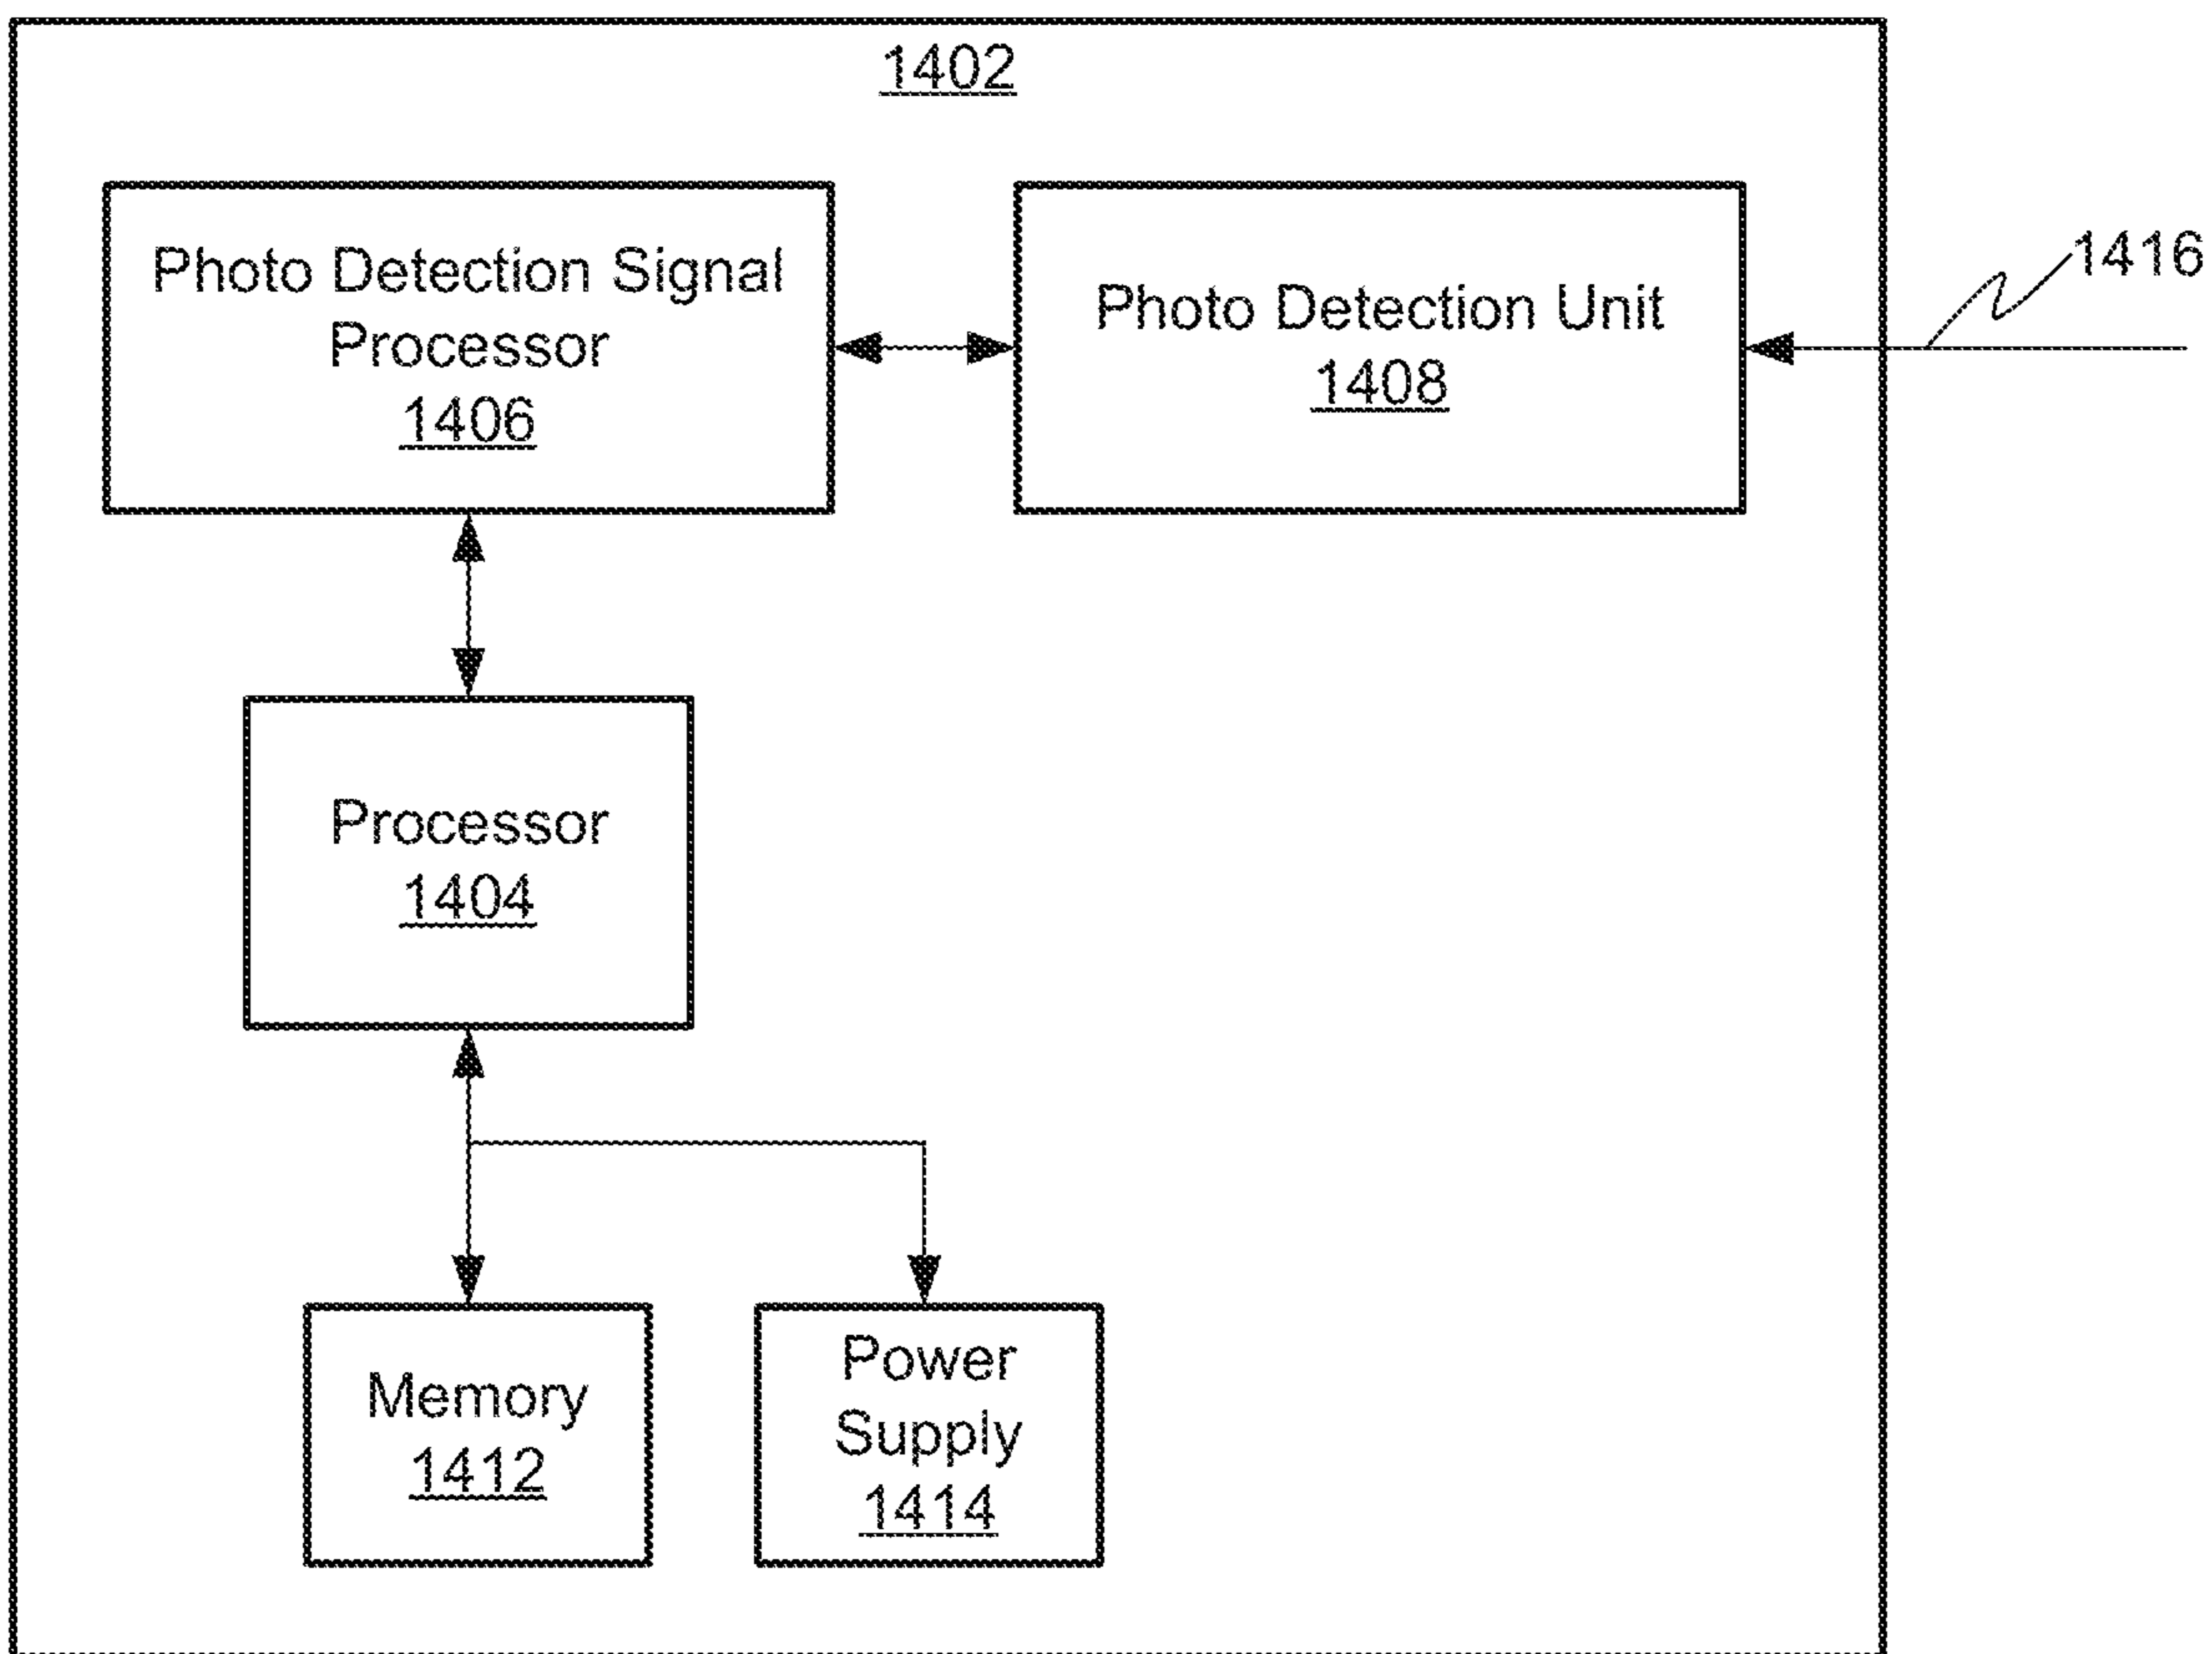 1402
Photo Detection Signal
Processor
1406
Photo Detection Unit
1408
1416
Processor
1404
Memory
1412
Power
Supply
1414